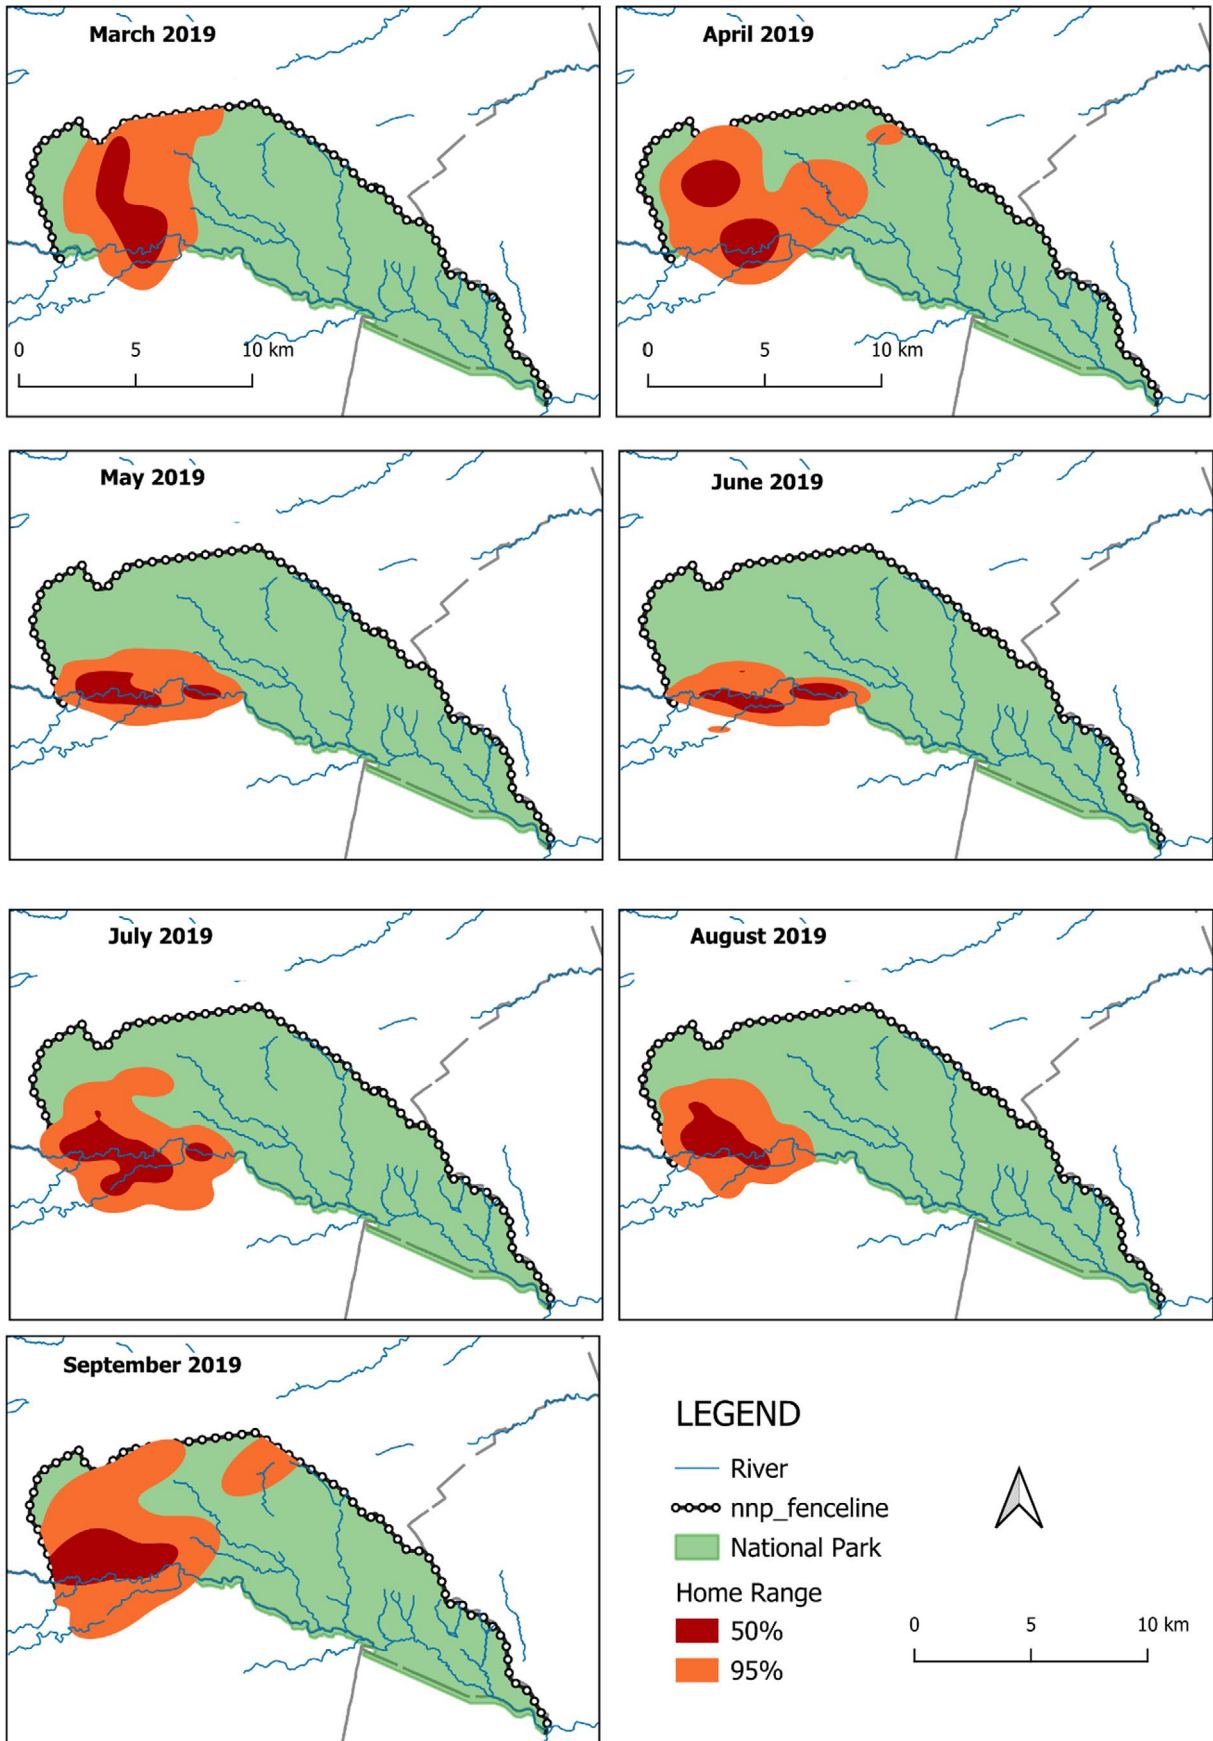 March 2019
April 2019
0 5 10 km
0 5 10 km
May 2019
June 2019
July 2019
August 2019
September 2019
LEGEND
River
nnp_fenceline
National Park
Home Range
50%
95%
0 5 10 km